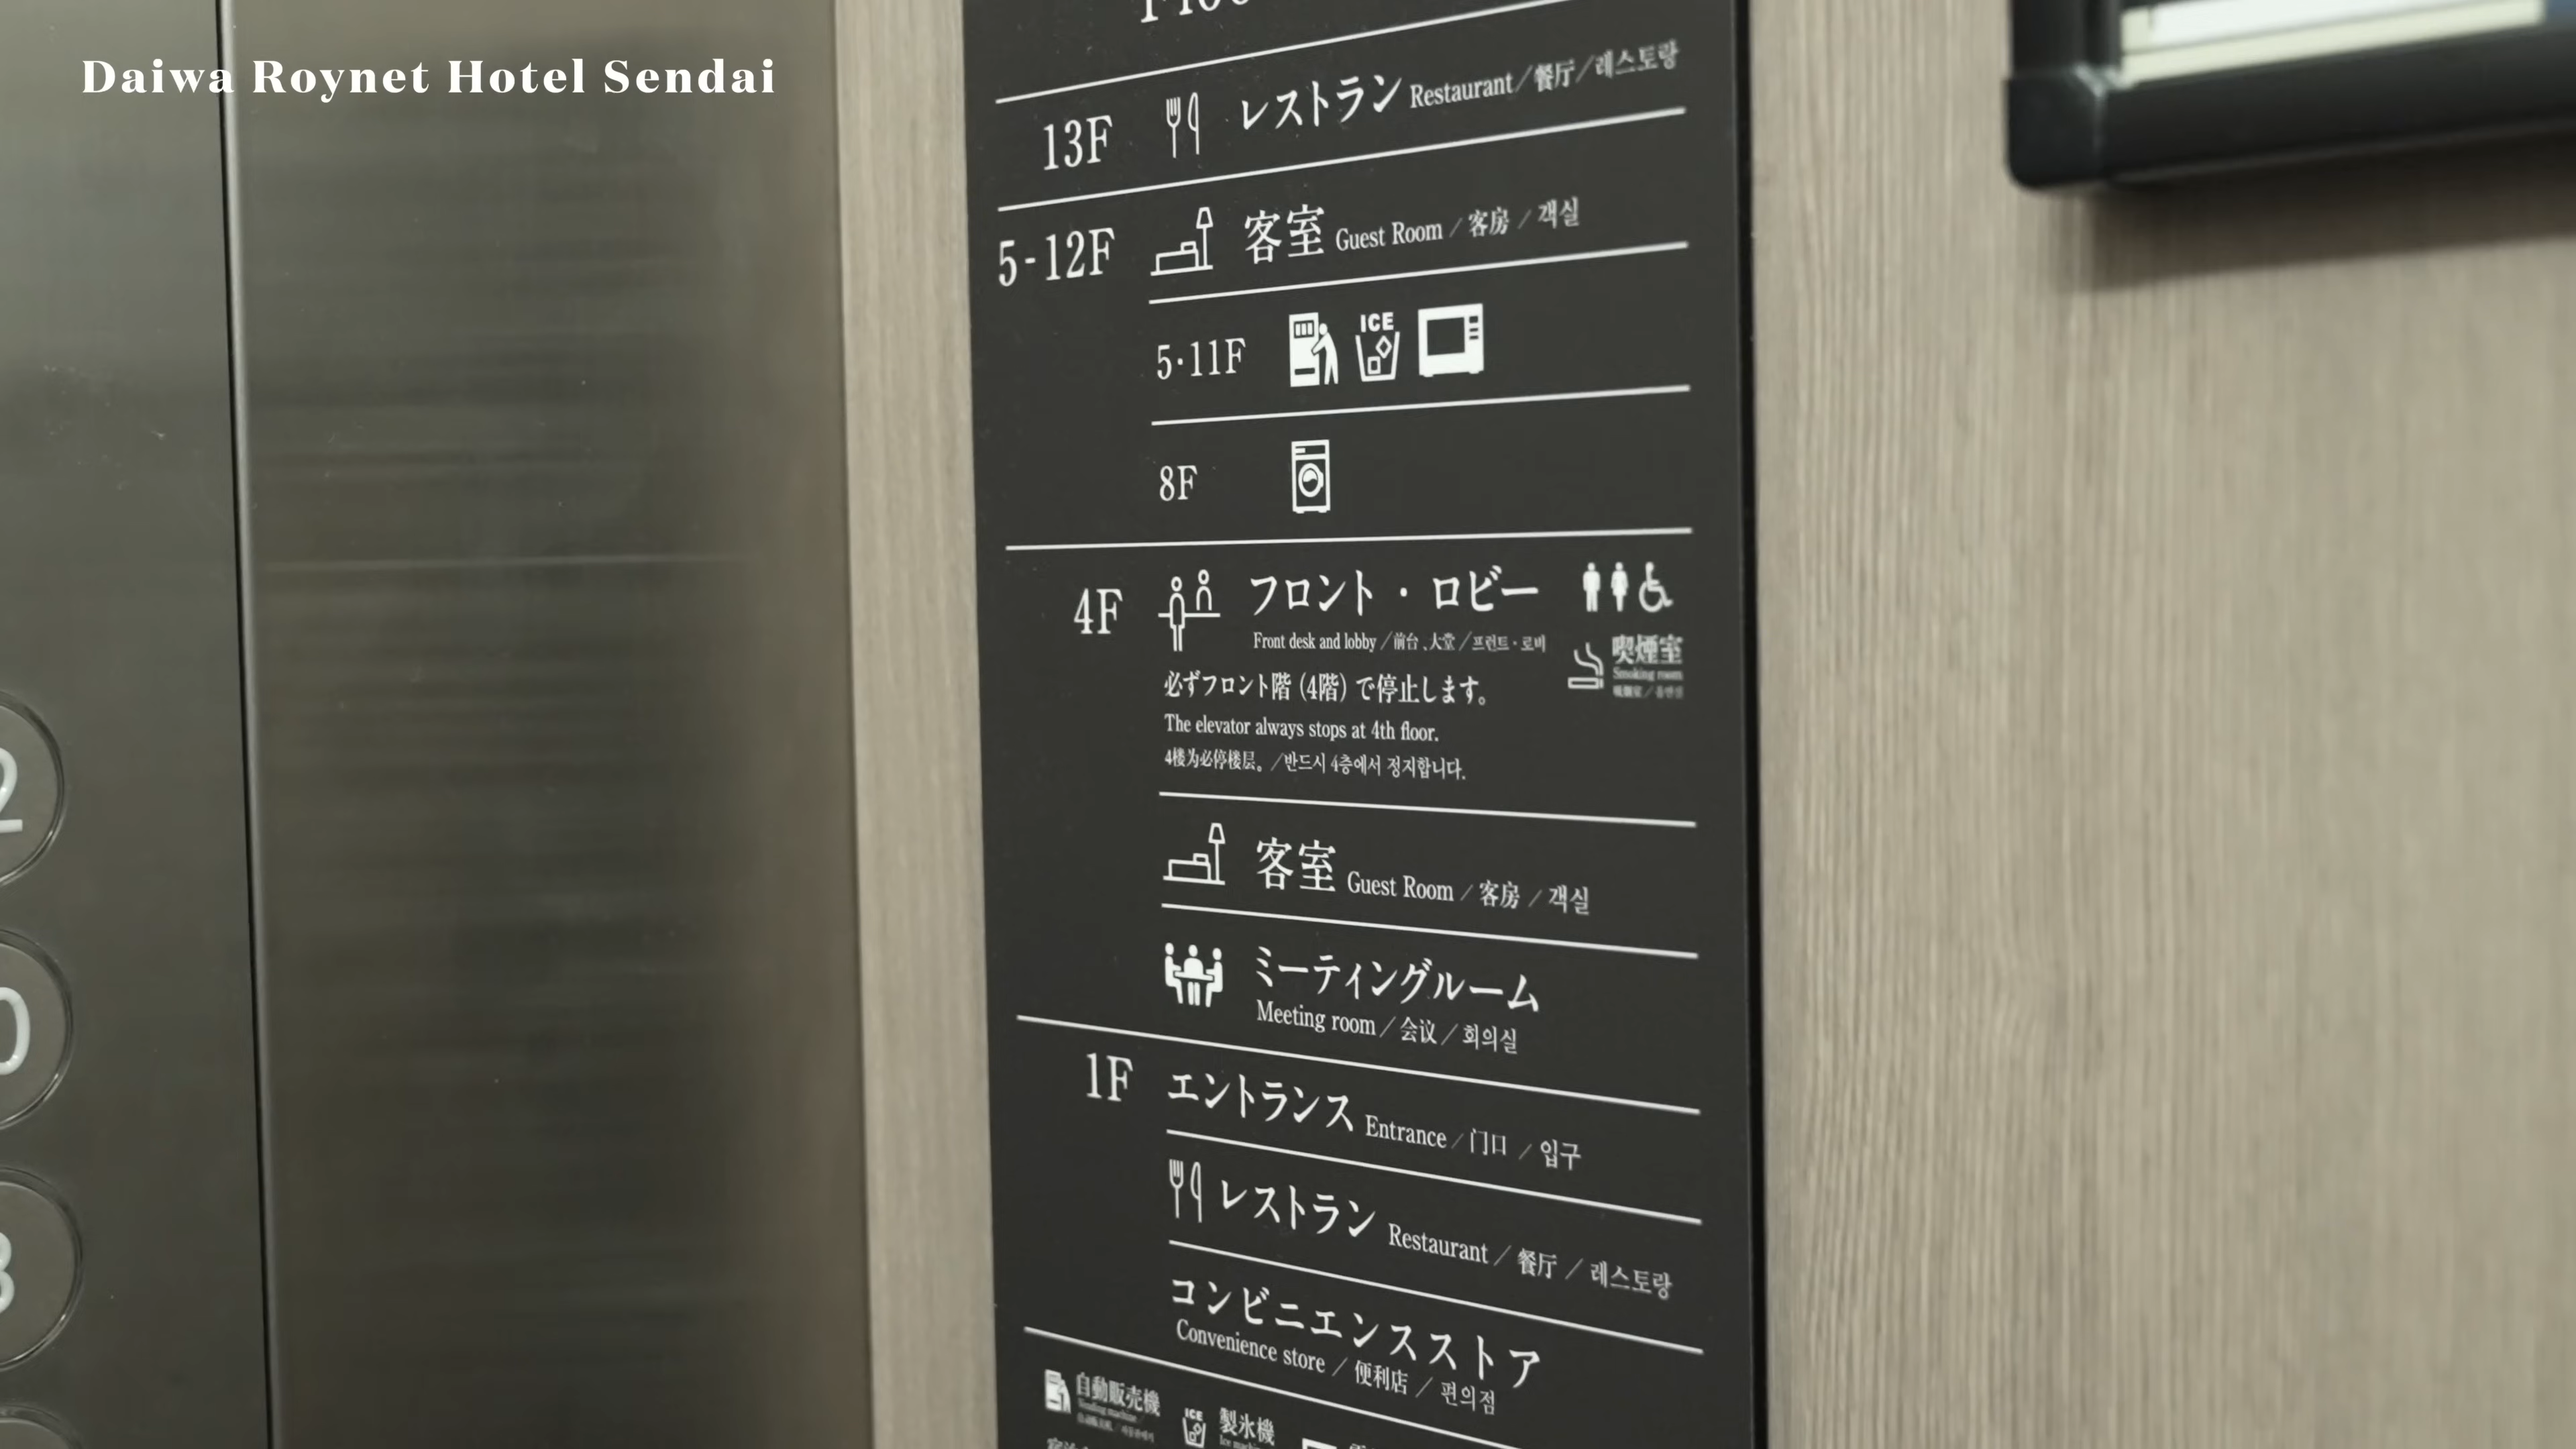 Daiwa Roynet Hotel Sendai
13F レストラン Restaurant／餐厅／레스토랑
5-12F 客室 Guest Room／客房／객실
5·11F ICE
8F
4F フロント・ロビー
Front desk and lobby／前台、大堂／프런트・로비
喫煙室
Smoking room
必ずフロント階（4階）で停止します。
The elevator always stops at 4th floor.
4楼为必停楼层。／반드시 4층에서 정지합니다.
客室 Guest Room／客房／객실
ミーティングルーム
Meeting room／会议／회의실
1F エントランス Entrance／门口／입구
レストラン Restaurant／餐厅／레스토랑
コンビニエンスストア
Convenience store／便利店／편의점
自動販売機
Vending machine／
ICE 製氷機
2
0
3